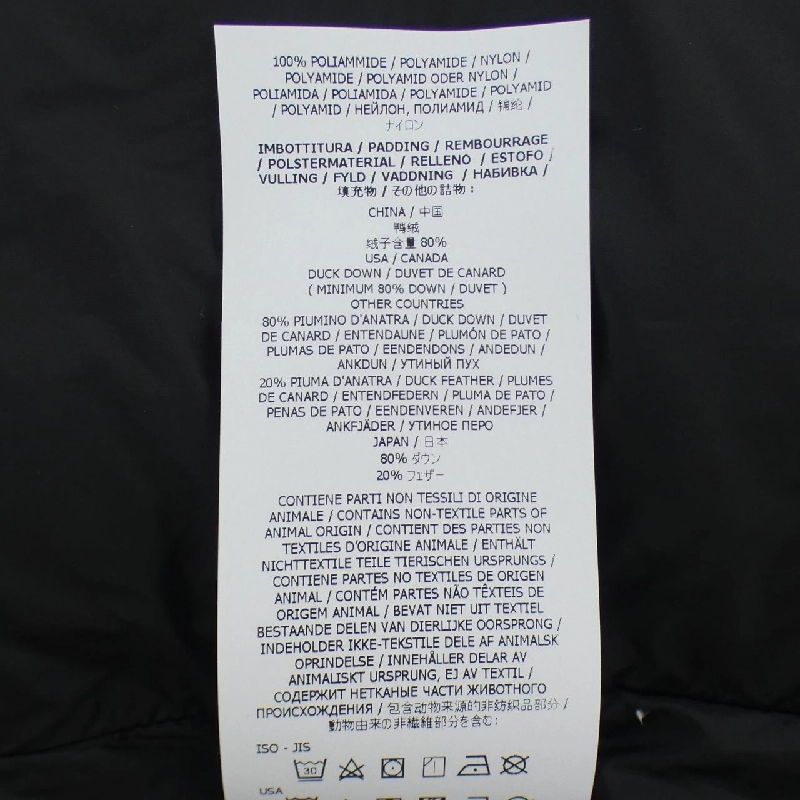 100% POLIAMMIDE / POLYAMIDE / NYLON /
POLYAMIDE / POLYAMID ODER NYLON /
POLIAMIDA / POLIAMIDA / POLYAMIDE / POLYAMID
/ POLYAMID / НЕЙЛОН, ПОЛИАМИД / 锦纶 /
ナイロン
IMBOTTITURA / PADDING / REMBOURRAGE
/ POLSTERMATERIAL / RELLENO / ESTOFO /
VULLING / FYLD / VADDNING / НАБИВКА /
填充物 / その他の詰物 :
CHINA / 中国
鸭绒
绒子含量 80%
USA / CANADA
DUCK DOWN / DUVET DE CANARD
( MINIMUM 80% DOWN / DUVET )
OTHER COUNTRIES
80% PIUMINO D'ANATRA / DUCK DOWN / DUVET
DE CANARD / ENTENDAUNE / PLUMÓN DE PATO /
PLUMAS DE PATO / EENDENDONS / ANDEDUN /
ANKDUN / УТИНЫЙ ПУХ
20% PIUMA D'ANATRA / DUCK FEATHER / PLUMES
DE CANARD / ENTENDFEDERN / PLUMA DE PATO /
PENAS DE PATO / EENDENVEREN / ANDEFJER /
ANKFJÄDER / УТИНОЕ ПЕРО
JAPAN / 日本
80% ダウン
20% フェザー
CONTIENE PARTI NON TESSILI DI ORIGINE
ANIMALE / CONTAINS NON-TEXTILE PARTS OF
ANIMAL ORIGIN / CONTIENT DES PARTIES NON
TEXTILES D'ORIGINE ANIMALE / ENTHÄLT
NICHTTEXTILE TEILE TIERISCHEN URSPRUNGS /
CONTIENE PARTES NO TEXTILES DE ORIGEN
ANIMAL / CONTÉM PARTES NÃO TÊXTEIS DE
ORIGEM ANIMAL / BEVAT NIET UIT TEXTIEL
BESTAANDE DELEN VAN DIERLIJKE OORSPRONG /
INDEHOLDER IKKE-TEKSTILE DELE AF ANIMALSK
OPRINDELSE / INNEHÅLLER DELAR AV
ANIMALISKT URSPRUNG, EJ AV TEXTIL /
СОДЕРЖИТ НЕТКАНЫЕ ЧАСТИ ЖИВОТНОГО
ПРОИСХОЖДЕНИЯ / 包含动物来源的非纺织品部分 /
動物由来の非繊維部分を含む:
ISO - JIS
30
USA